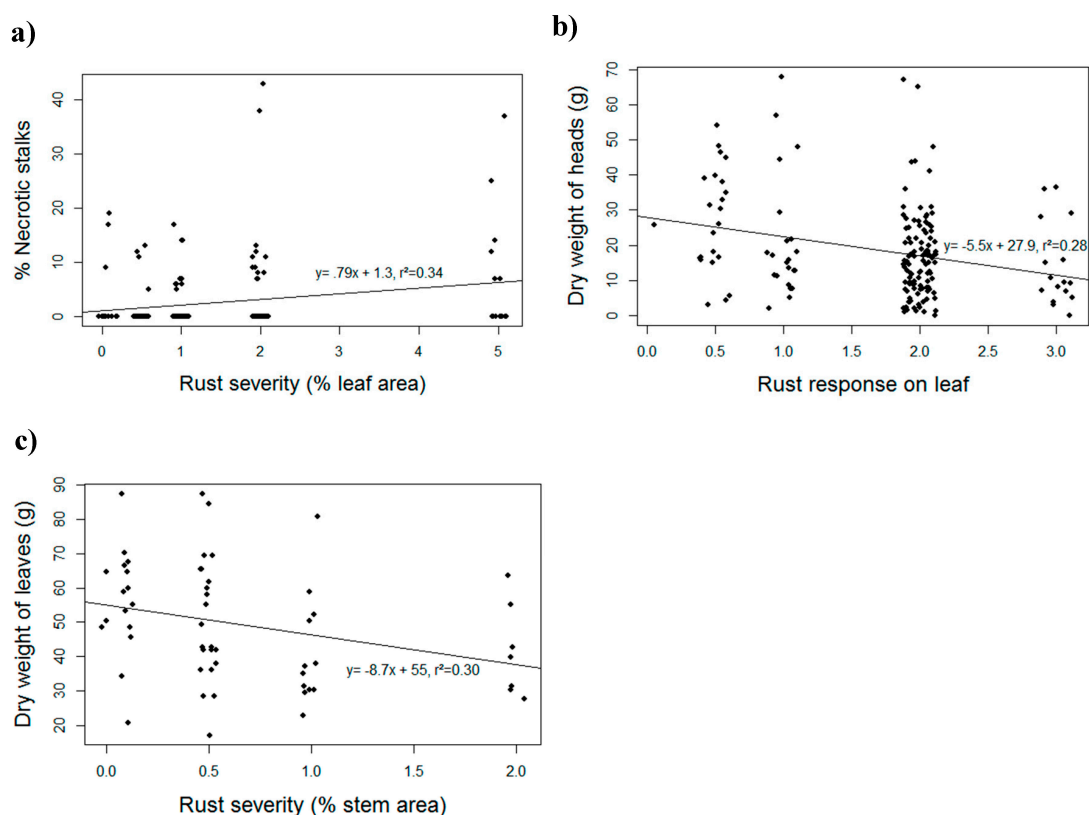 a)
% Necrotic stalks
40
30
20
10
0
y= .79x + 1.3, r²=0.34
0 1 2 3 4 5
Rust severity (% leaf area)
b)
Dry weight of heads (g)
70
60
50
40
30
20
10
0
y= -5.5x + 27.9, r²=0.28
0.0 0.5 1.0 1.5 2.0 2.5 3.0
Rust response on leaf
c)
Dry weight of leaves (g)
90
80
70
60
50
40
30
20
y= -8.7x + 55, r²=0.30
0.0 0.5 1.0 1.5 2.0
Rust severity (% stem area)